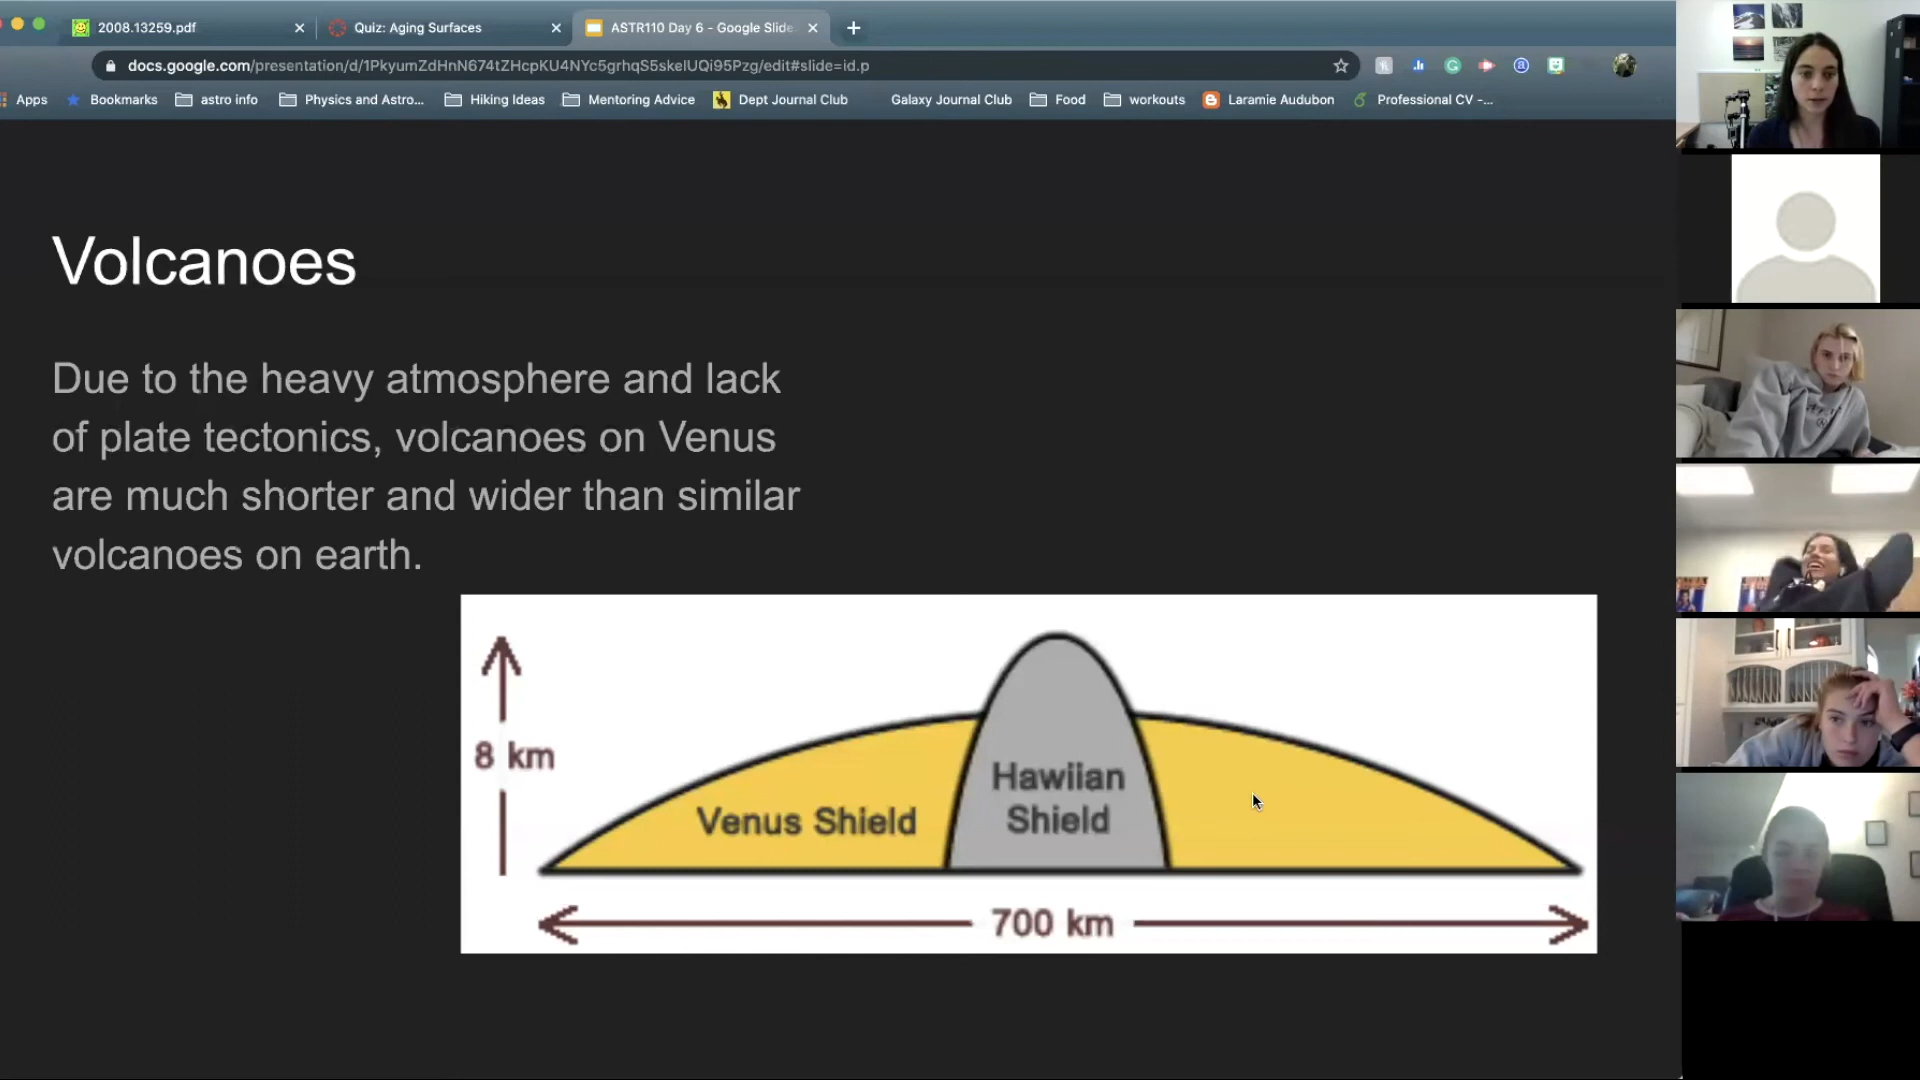 2008.13259.pdf
Quiz: Aging Surfaces
ASTR110 Day 6 - Google Slide
docs.google.com/presentation/d/1PkyumZdHnN674tZHcpKU4NYc5grhqS5skeIUQi95Pzg/edit#slide=id.p
Apps
Bookmarks
astro info
Physics and Astro...
Hiking Ideas
Mentoring Advice
Dept Journal Club
Galaxy Journal Club
Food
workouts
Laramie Audubon
Professional CV -...
Volcanoes
Due to the heavy atmosphere and lack
of plate tectonics, volcanoes on Venus
are much shorter and wider than similar
volcanoes on earth.
8 km
Venus Shield
Hawiian
Shield
700 km